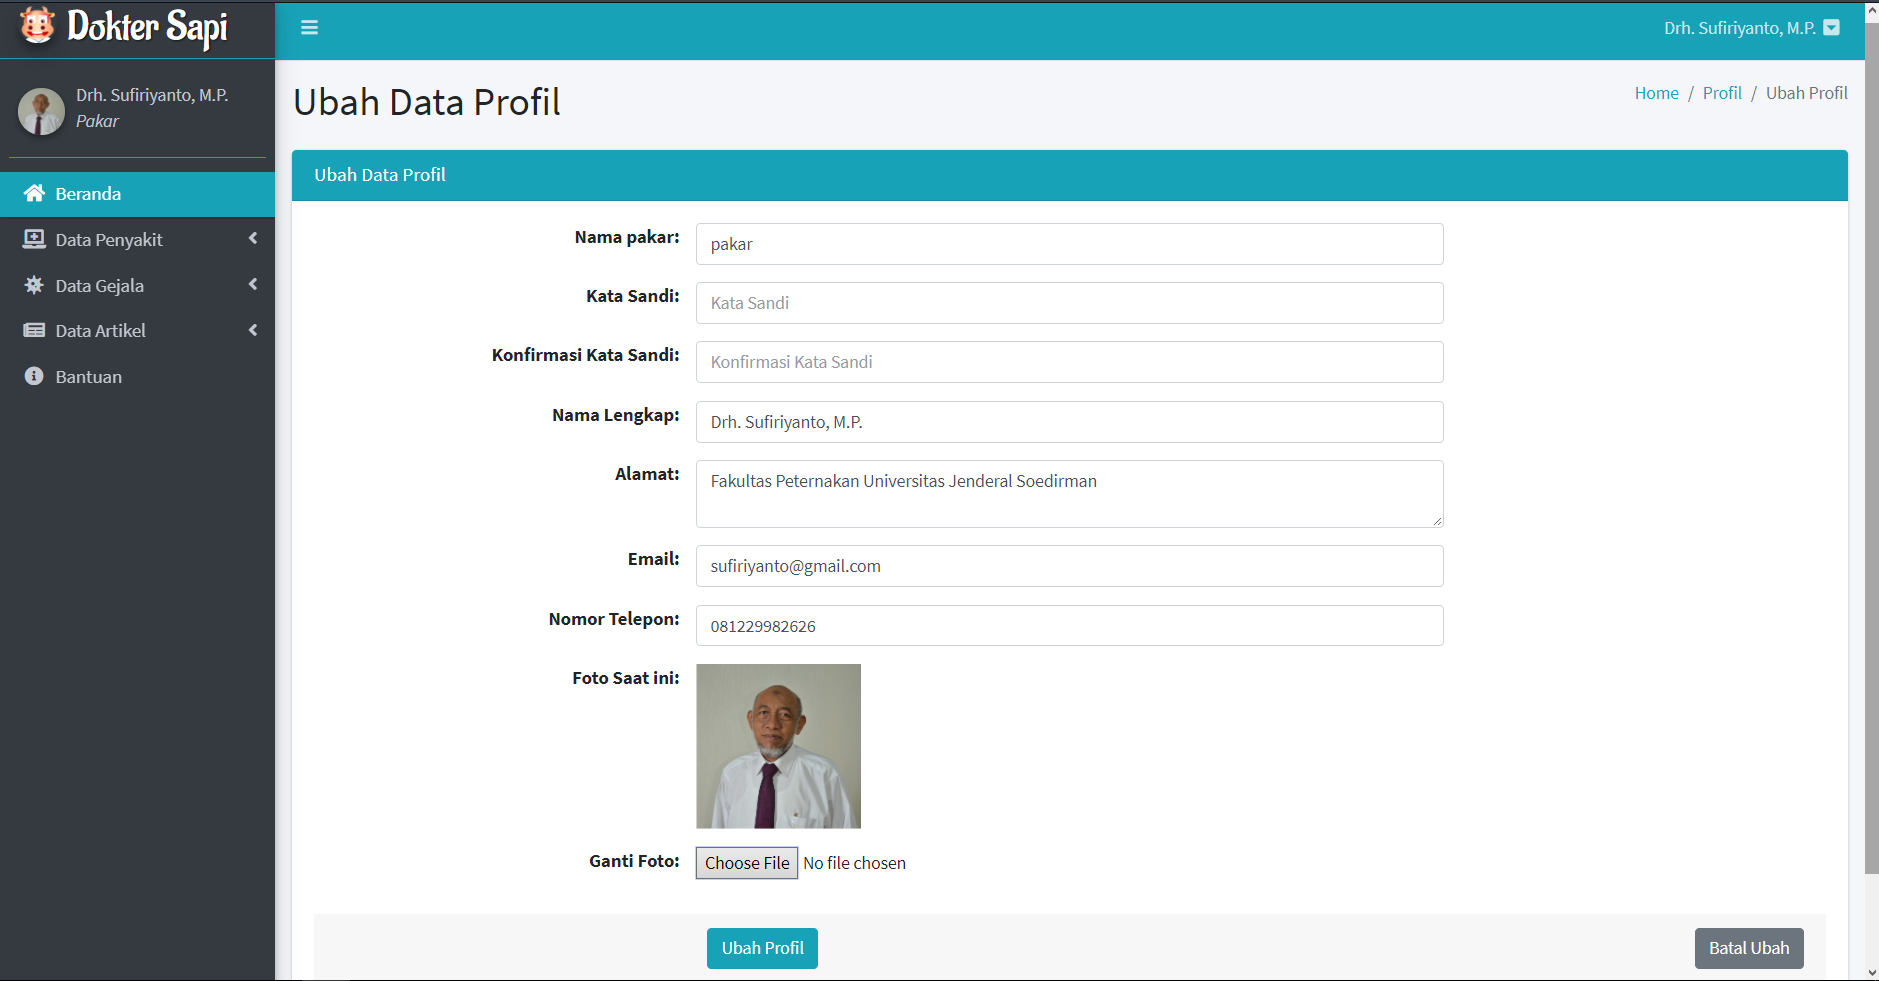 Dokter Sapi
Drh. Sufiriyanto, M.P.
Drh. Sufiriyanto, M.P.
Pakar
Beranda
Data Penyakit
Data Gejala
Data Artikel
Bantuan
Ubah Data Profil
Home / Profil / Ubah Profil
Ubah Data Profil
Nama pakar: pakar
Kata Sandi: Kata Sandi
Konfirmasi Kata Sandi: Konfirmasi Kata Sandi
Nama Lengkap: Drh. Sufiriyanto, M.P.
Alamat: Fakultas Peternakan Universitas Jenderal Soedirman
Email: sufiriyanto@gmail.com
Nomor Telepon: 081229982626
Foto Saat ini:
Ganti Foto: Choose File No file chosen
Ubah Profil Batal Ubah